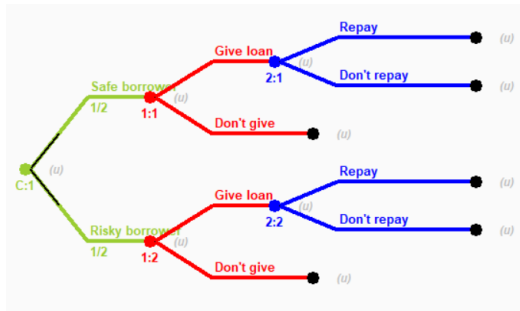 Repay
(u)
Give loan
2:1
(u)
Don't repay
(u)
Safe borrower
1/2
1:1
(u)
Don't give
(u)
C:1
(u)
Repay
(u)
Give loan
2:2
(u)
Don't repay
(u)
Risky borrower
1/2
1:2
(u)
Don't give
(u)